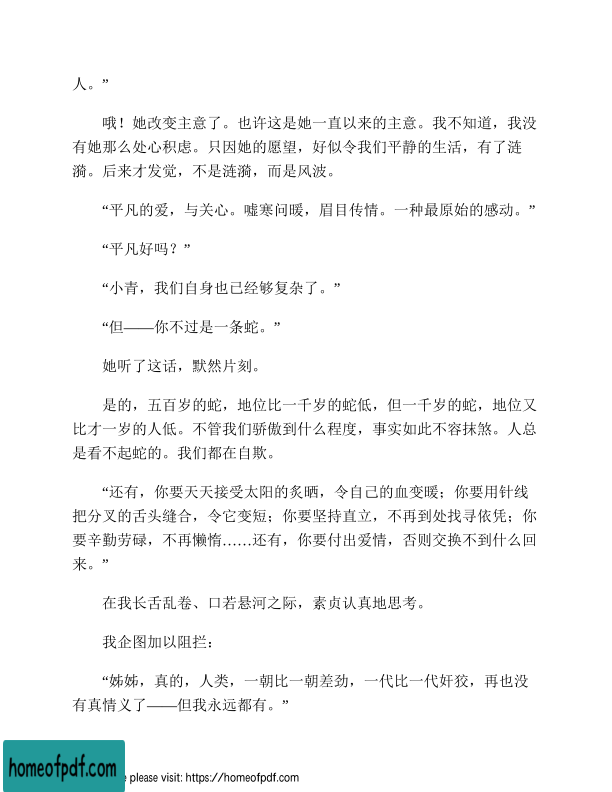 人。”
哦！她改变主意了。也许这是她一直以来的主意。我不知道，我没
有她那么处心积虑。只因她的愿望，好似令我们平静的生活，有了涟
漪。后来才发觉，不是涟漪，而是风波。
“平凡的爱，与关心。嘘寒问暖，眉目传情。一种最原始的感动。”
“平凡好吗？”
“小青，我们自身也已经够复杂了。”
“但——你不过是一条蛇。”
她听了这话，默然片刻。
是的，五百岁的蛇，地位比一千岁的蛇低，但一千岁的蛇，地位又
比才一岁的人低。不管我们骄傲到什么程度，事实如此不容抹煞。人总
是看不起蛇的。我们都在自欺。
“还有，你要天天接受太阳的炙晒，令自己的血变暖；你要用针线
把分叉的舌头缝合，令它变短；你要坚持直立，不再到处找寻依凭；你
要辛勤劳碌，不再懒惰……还有，你要付出爱情，否则交换不到什么回
来。”
在我长舌乱卷、口若悬河之际，素贞认真地思考。
我企图加以阻拦：
“姊姊，真的，人类，一朝比一朝差劲，一代比一代奸狡，再也没
有真情义了——但我永远都有。”
homeofpdf.com
e please visit: https://homeofpdf.com